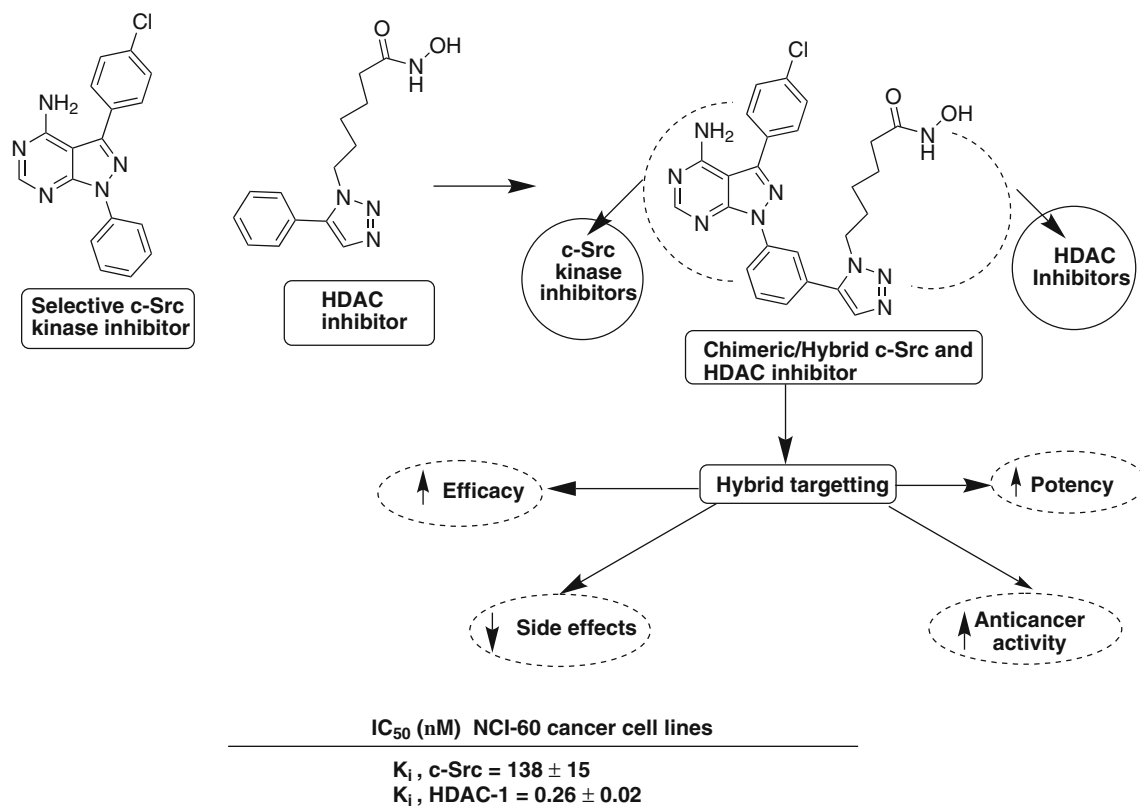 Cl
NH2
N
N
N
N
N
O
OH
N
H
N
N
N
Cl
NH2
N
N
N
N
N
O
OH
N
H
N
N
N
Selective c-Src
kinase inhibitor
HDAC
inhibitor
c-Src
kinase
inhibitors
HDAC
Inhibitors
Chimeric/Hybrid c-Src and
HDAC inhibitor
Efficacy
Hybrid targetting
Potency
Side effects
Anticancer
activity
IC50 (nM) NCI-60 cancer cell lines
Ki , c-Src = 138 ± 15
Ki , HDAC-1 = 0.26 ± 0.02